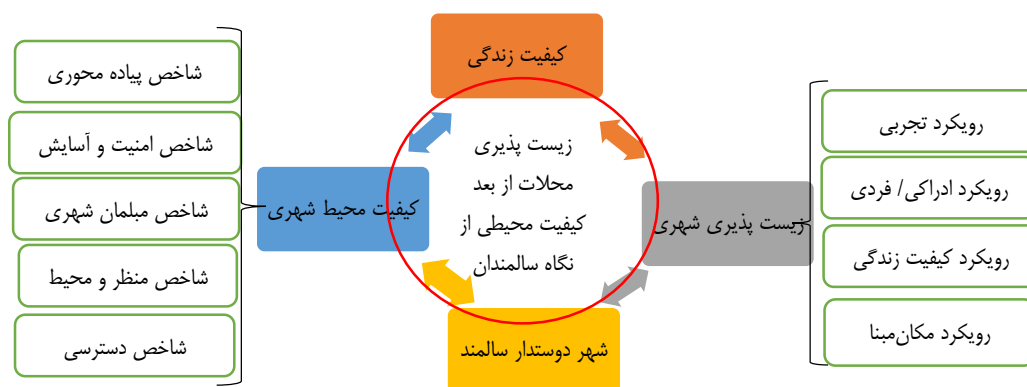 کیفیت زندگی
زیست پذیری
محلات از بعد
کیفیت محیطی از
نگاه سالمندان
زیست پذیری شهری
رویکرد تجربی
رویکرد ادراکی/ فردی
رویکرد کیفیت زندگی
رویکرد مکان‌مبنا
کیفیت محیط شهری
شاخص پیاده محوری
شاخص امنیت و آسایش
شاخص مبلمان شهری
شاخص منظر و محیط
شاخص دسترسی
شهر دوستدار سالمند